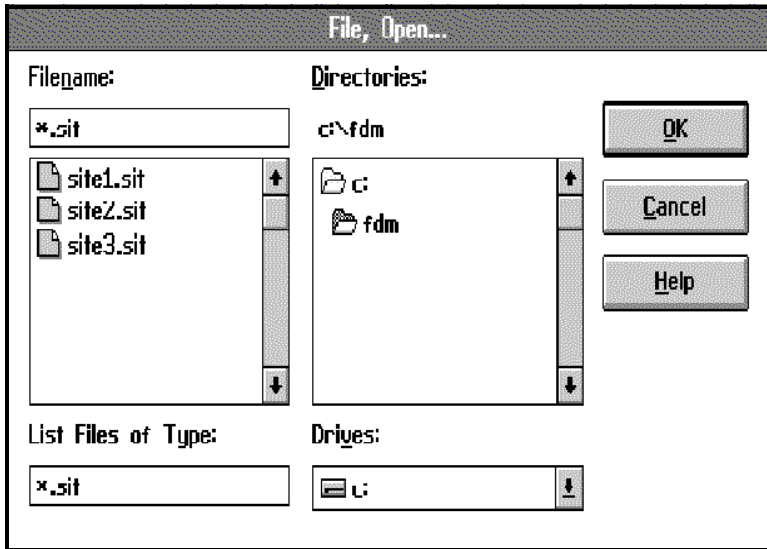 File, Open...
Filename:
*.sit
site1.sit
site2.sit
site3.sit
List Files of Type:
*.sit
Directories:
c:\fdm
c:
fdm
Drives:
c:
OK
Cancel
Help